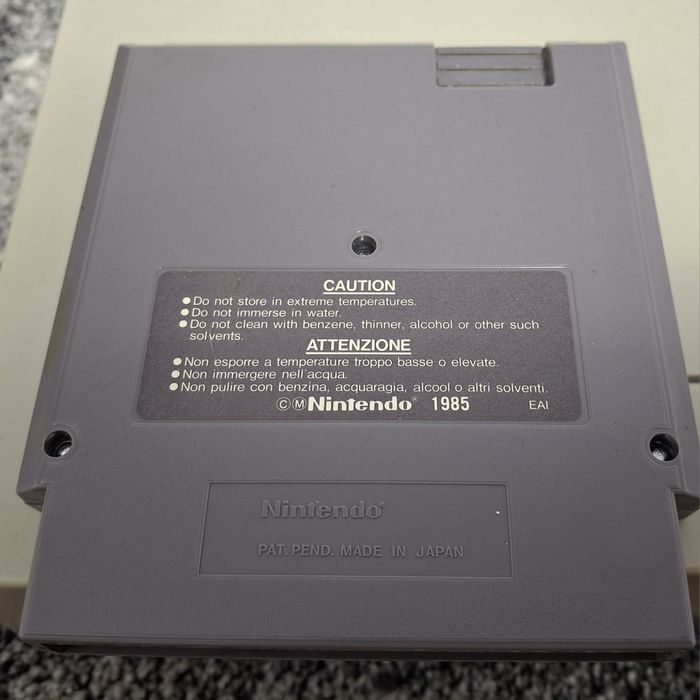 CAUTION
● Do not store in extreme temperatures.
● Do not immerse in water.
● Do not clean with benzene, thinner, alcohol or other such
solvents.
ATTENZIONE
● Non esporre a temperature troppo basse o elevate.
● Non immergere nell'acqua.
● Non pulire con benzina, acquaragia, alcool o altri solventi.
©Ⓜ Nintendo® 1985 EAI
Nintendo®
PAT. PEND. MADE IN JAPAN